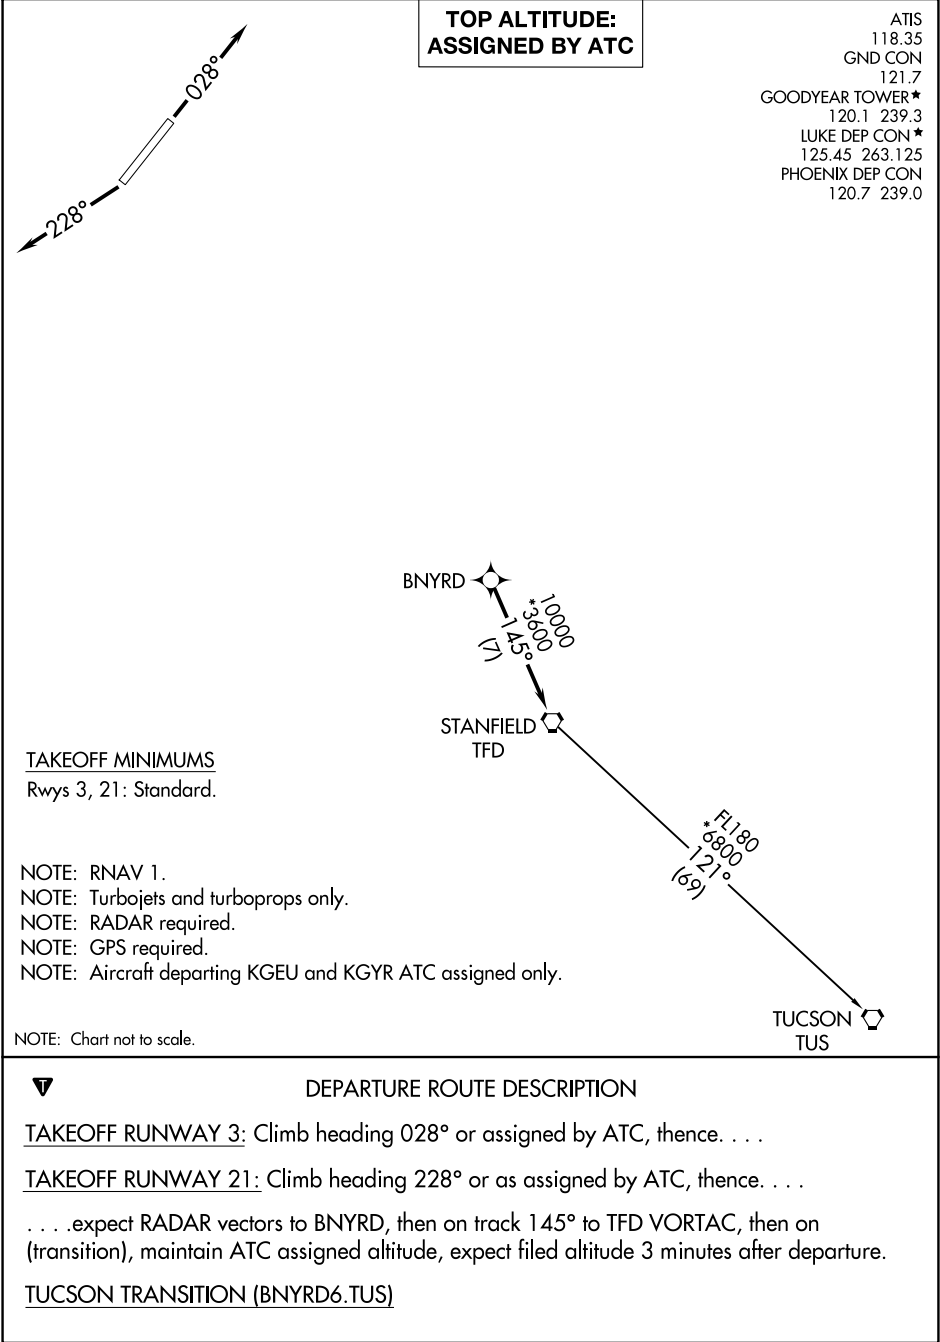 TOP ALTITUDE:
ASSIGNED BY ATC
ATIS
118.35
GND CON
121.7
GOODYEAR TOWER★
120.1 239.3
LUKE DEP CON★
125.45 263.125
PHOENIX DEP CON
120.7 239.0
028°
228°
BNYRD
10000
*3600
145°
(7)
STANFIELD
TFD
TAKEOFF MINIMUMS
Rwys 3, 21: Standard.
FL180
*6800
121°
(69)
NOTE: RNAV 1.
NOTE: Turbojets and turboprops only.
NOTE: RADAR required.
NOTE: GPS required.
NOTE: Aircraft departing KGEU and KGYR ATC assigned only.
TUCSON
TUS
NOTE: Chart not to scale.
T
DEPARTURE ROUTE DESCRIPTION
TAKEOFF RUNWAY 3: Climb heading 028° or assigned by ATC, thence. . . .
TAKEOFF RUNWAY 21: Climb heading 228° or as assigned by ATC, thence. . . .
. . . .expect RADAR vectors to BNYRD, then on track 145° to TFD VORTAC, then on
(transition), maintain ATC assigned altitude, expect filed altitude 3 minutes after departure.
TUCSON TRANSITION (BNYRD6.TUS)